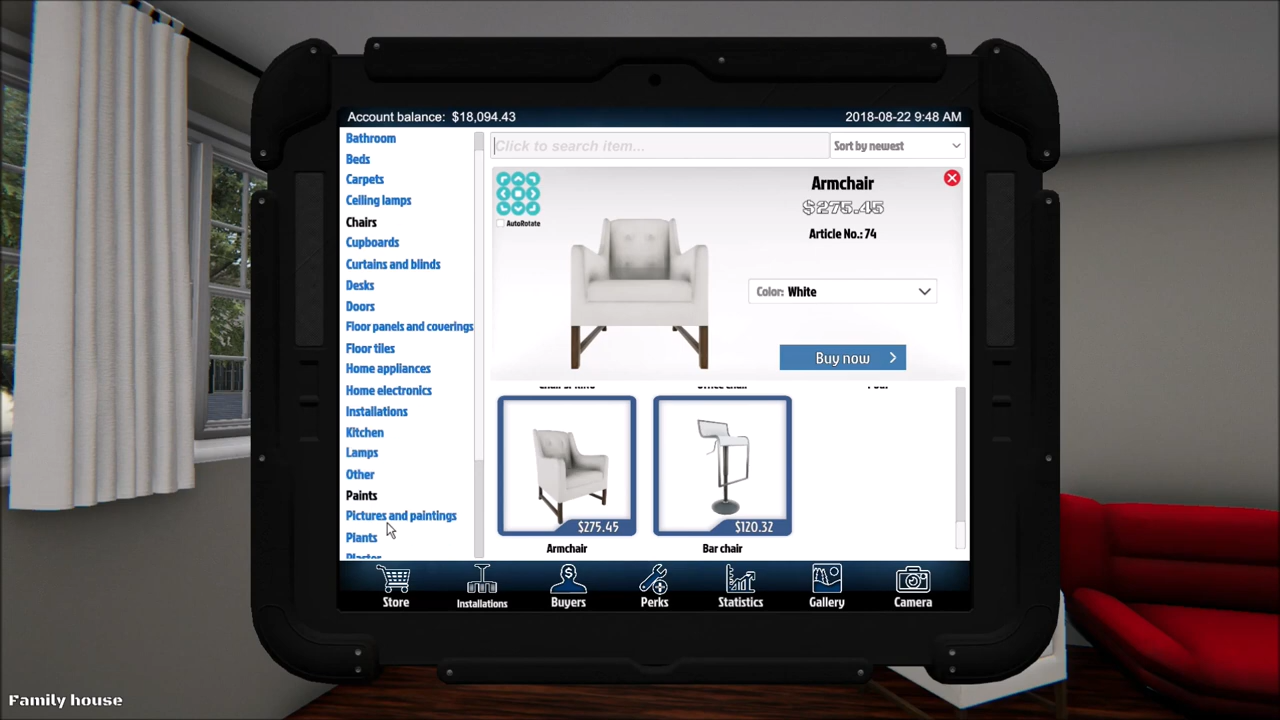 Account balance: $18,094.43
2018-08-22 9:48 AM
Bathroom
Beds
Carpets
Ceiling lamps
Chairs
Cupboards
Curtains and blinds
Desks
Doors
Floor panels and coverings
Floor tiles
Home appliances
Home electronics
Installations
Kitchen
Lamps
Other
Paints
Pictures and paintings
Plants
Plaster
Click to search item...
Sort by newest
AutoRotate
Armchair
$275.45
Article No.: 74
Color: White
Buy now
Office chair
$275.45
$120.32
Armchair
Bar chair
Store
Installations
Buyers
Perks
Statistics
Gallery
Camera
Family house